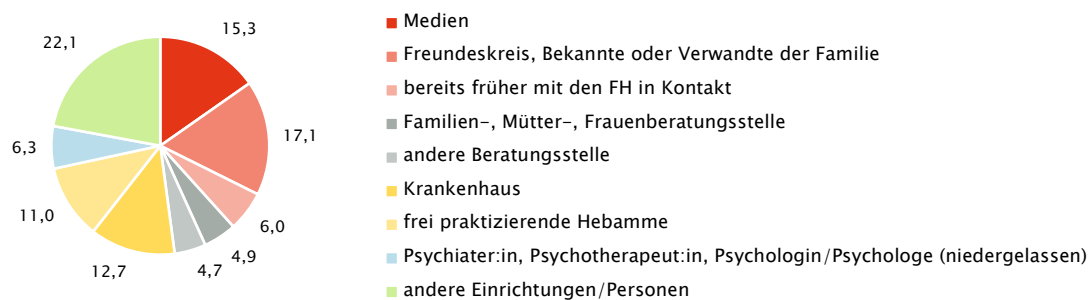 22,1
15,3
17,1
6,0
4,9
4,7
12,7
11,0
6,3
Medien
Freundeskreis, Bekannte oder Verwandte der Familie
bereits früher mit den FH in Kontakt
Familien-, Mütter-, Frauenberatungsstelle
andere Beratungsstelle
Krankenhaus
frei praktizierende Hebamme
Psychiater:in, Psychotherapeut:in, Psychologin/Psychologe (niedergelassen)
andere Einrichtungen/Personen